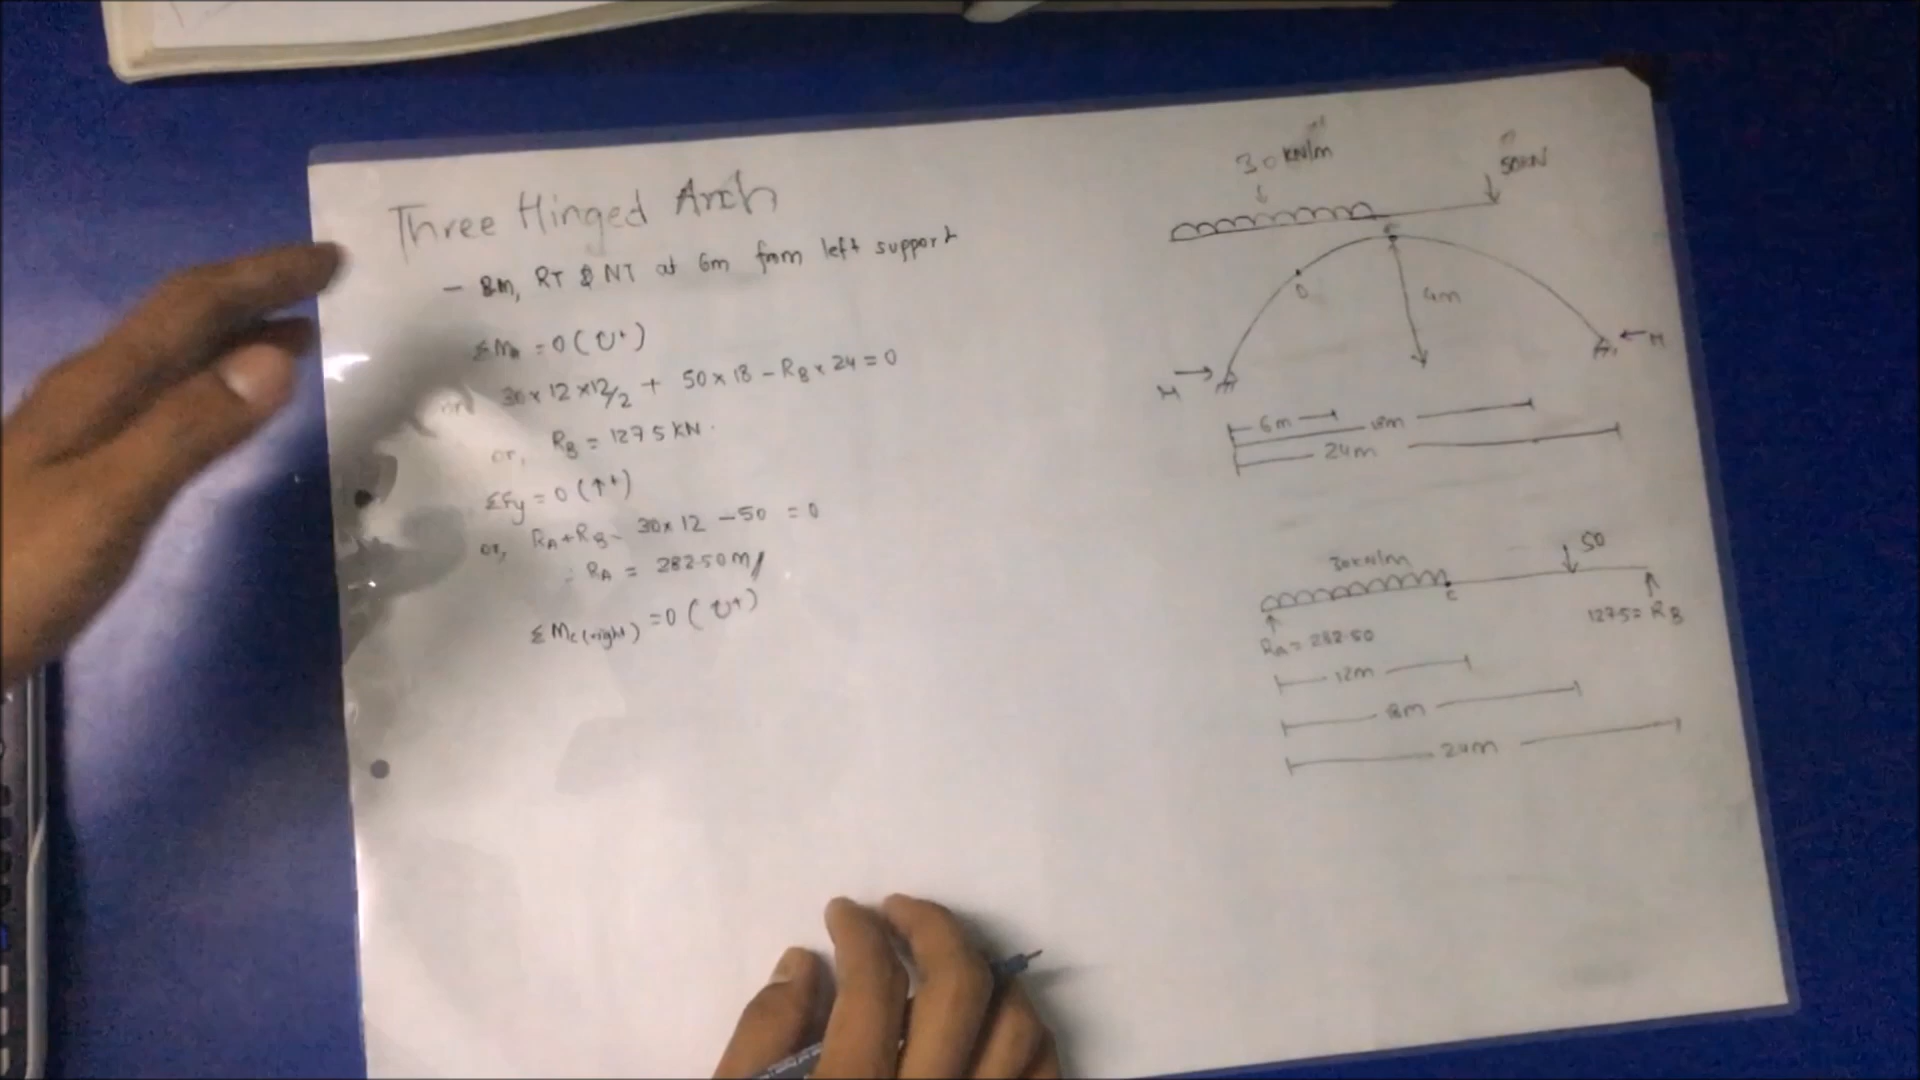 Three Hinged Arch
- BM, RT & NT at 6m from left support
ΣMA = 0 (↻+)
or, 30 x 12 x 12/2 + 50 x 18 - RB x 24 = 0
or, RB = 127.5 KN.
ΣFy = 0 (↑+)
or, RA + RB - 30 x 12 - 50 = 0
∴ RA = 282.50 m//
ΣMc(right) = 0 (↻+)
30 KN/m
50KN
C
D
4m
H
H
6m
18m
24m
30KN/m
50
C
RA = 282.50
127.5 = RB
12m
18m
24m